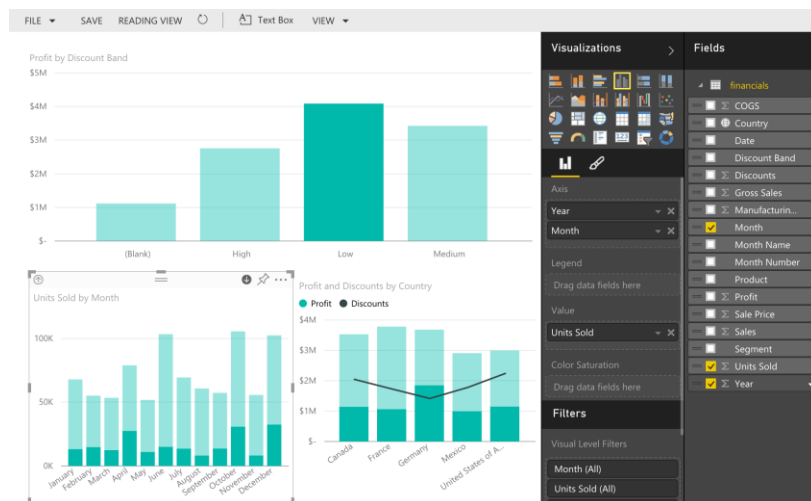 FILE SAVE READING VIEW Text Box VIEW
Profit by Discount Band
$5M
$4M
$3M
$2M
$1M
$-
(Blank) High Low Medium
Units Sold by Month
100K
50K
0K
January February March April May June July August September October November December
Profit and Discounts by Country
Profit Discounts
$4M
$3M
$2M
$1M
$-
Canada France Germany Mexico United States of A...
Visualizations
Axis
Year
Month
Legend
Drag data fields here
Value
Units Sold
Color Saturation
Drag data fields here
Filters
Visual Level Filters
Month (All)
Units Sold (All)
Fields
financials
Σ COGS
Country
Date
Discount Band
Σ Discounts
Σ Gross Sales
Σ Manufacturin...
Month
Month Name
Month Number
Product
Σ Profit
Σ Sale Price
Σ Sales
Segment
Σ Units Sold
Σ Year